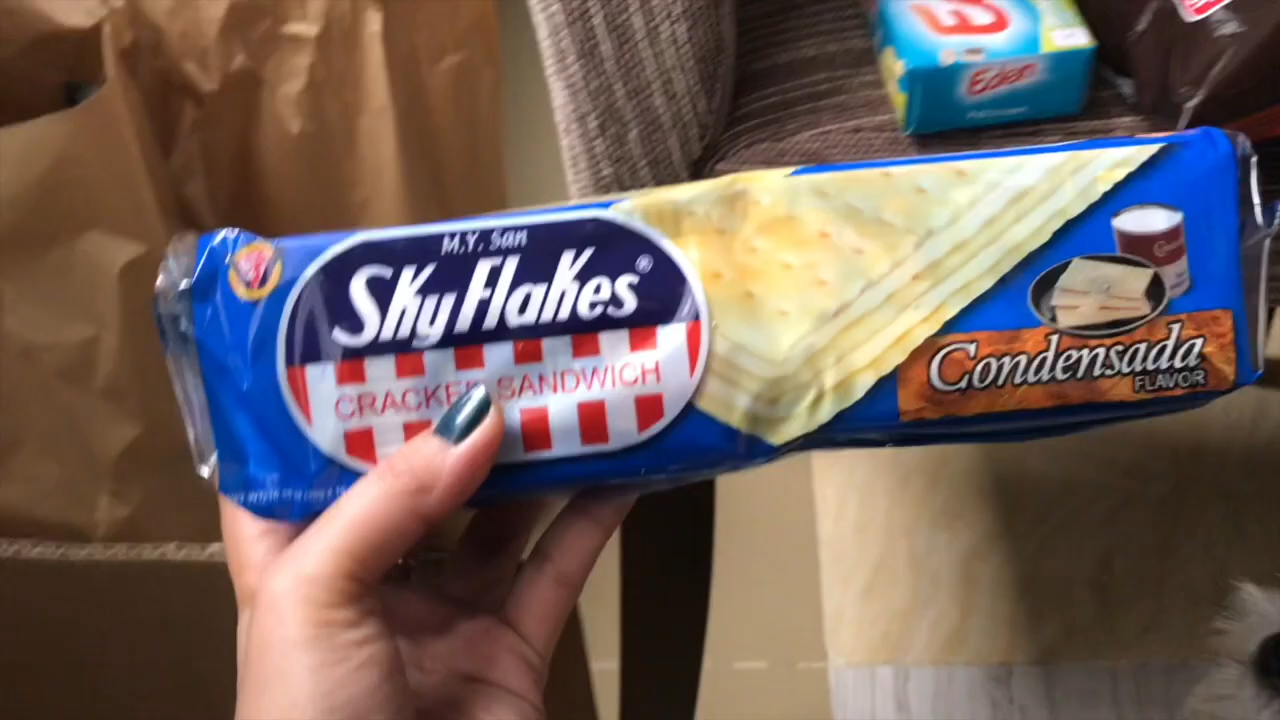 Eden
M.Y. San
SkyFlakes®
CRACKER SANDWICH
Condensada
FLAVOR